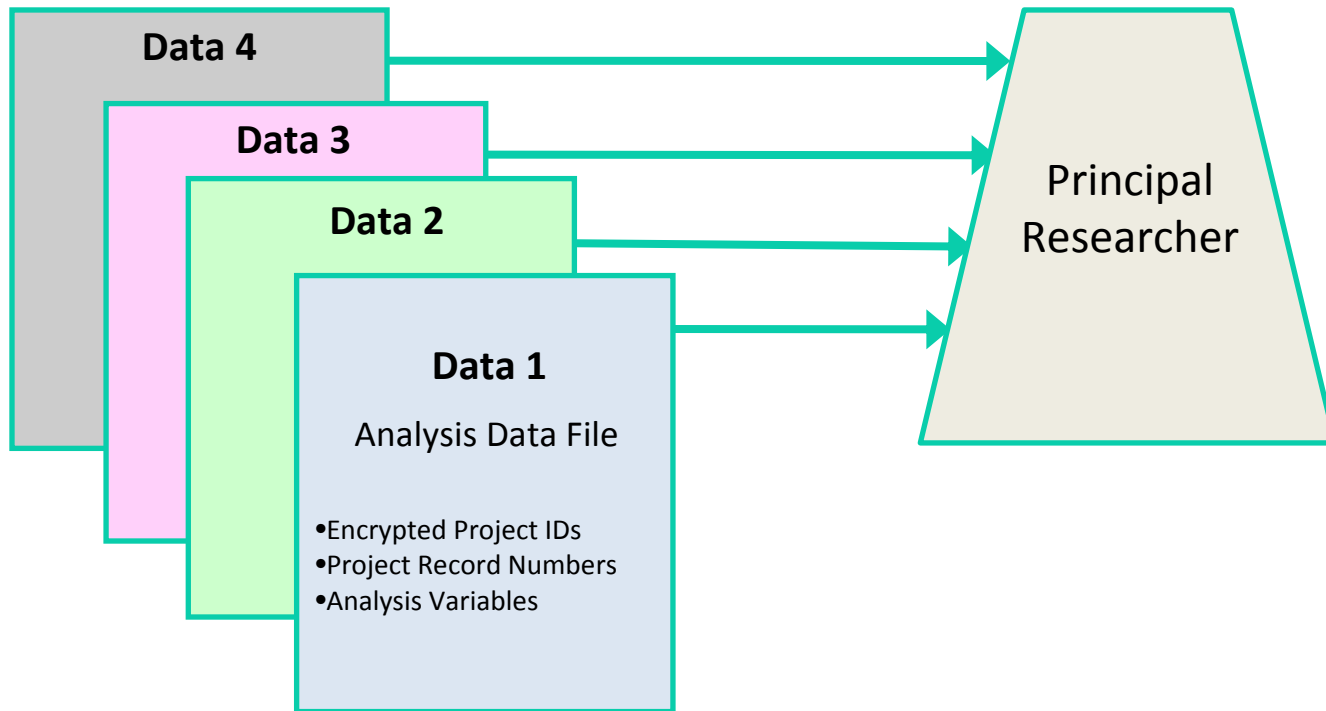 Data 4
Data 3
Data 2
Data 1
Analysis Data File
•Encrypted Project IDs
•Project Record Numbers
•Analysis Variables
Principal
Researcher